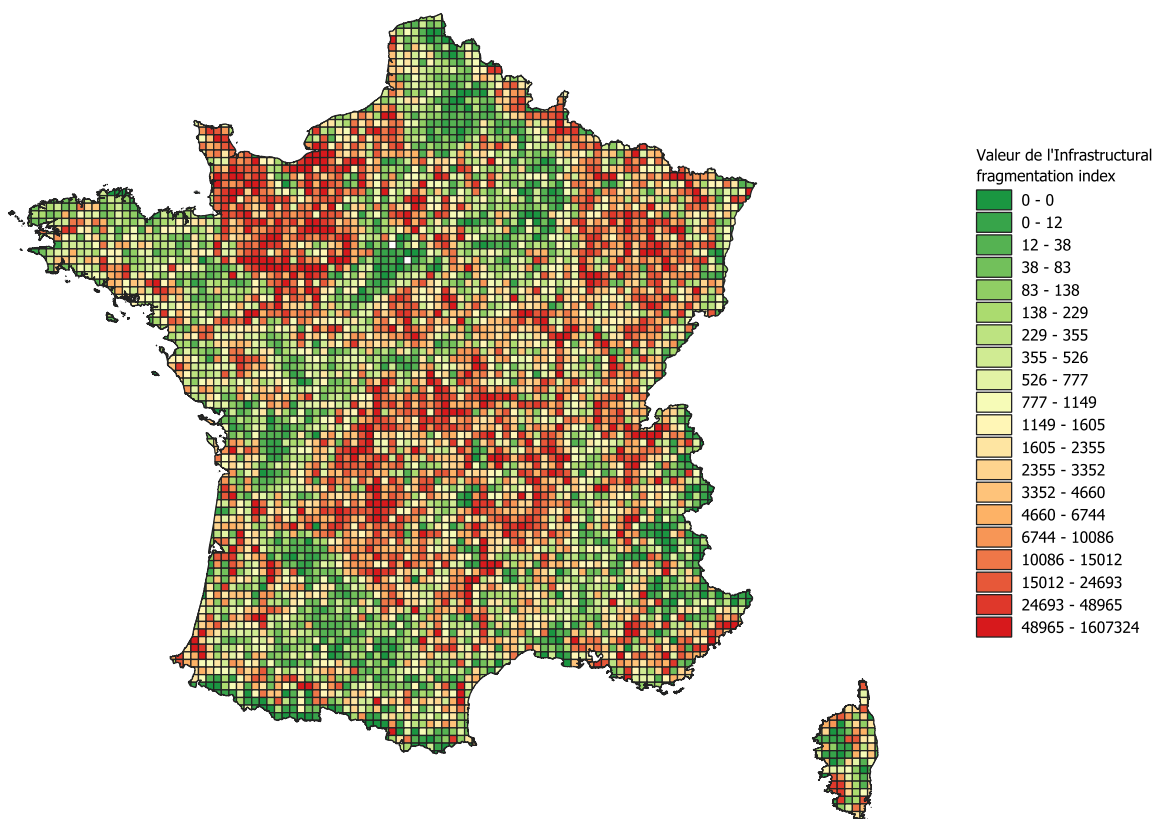 Valeur de l'Infrastructural
fragmentation index
0 - 0
0 - 12
12 - 38
38 - 83
83 - 138
138 - 229
229 - 355
355 - 526
526 - 777
777 - 1149
1149 - 1605
1605 - 2355
2355 - 3352
3352 - 4660
4660 - 6744
6744 - 10086
10086 - 15012
15012 - 24693
24693 - 48965
48965 - 1607324